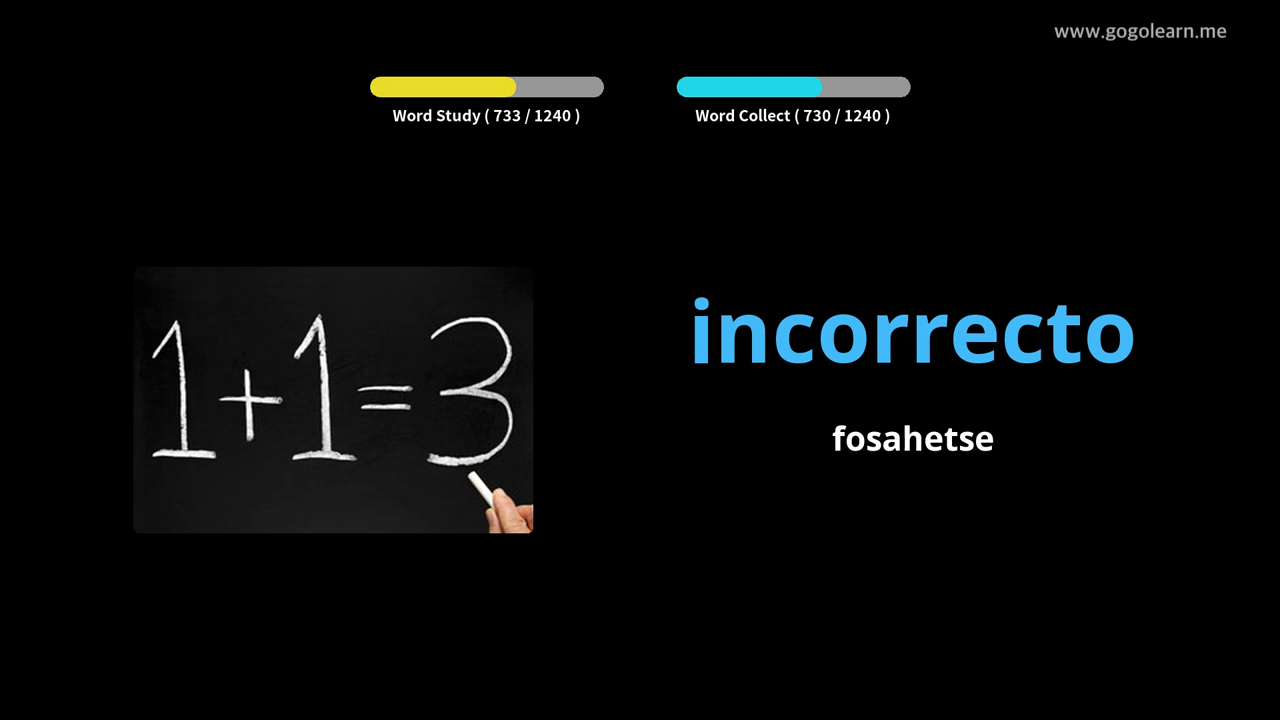 www.gogolearn.me
Word Study ( 733 / 1240 )
Word Collect ( 730 / 1240 )
1+1=3
incorrecto
fosahetse